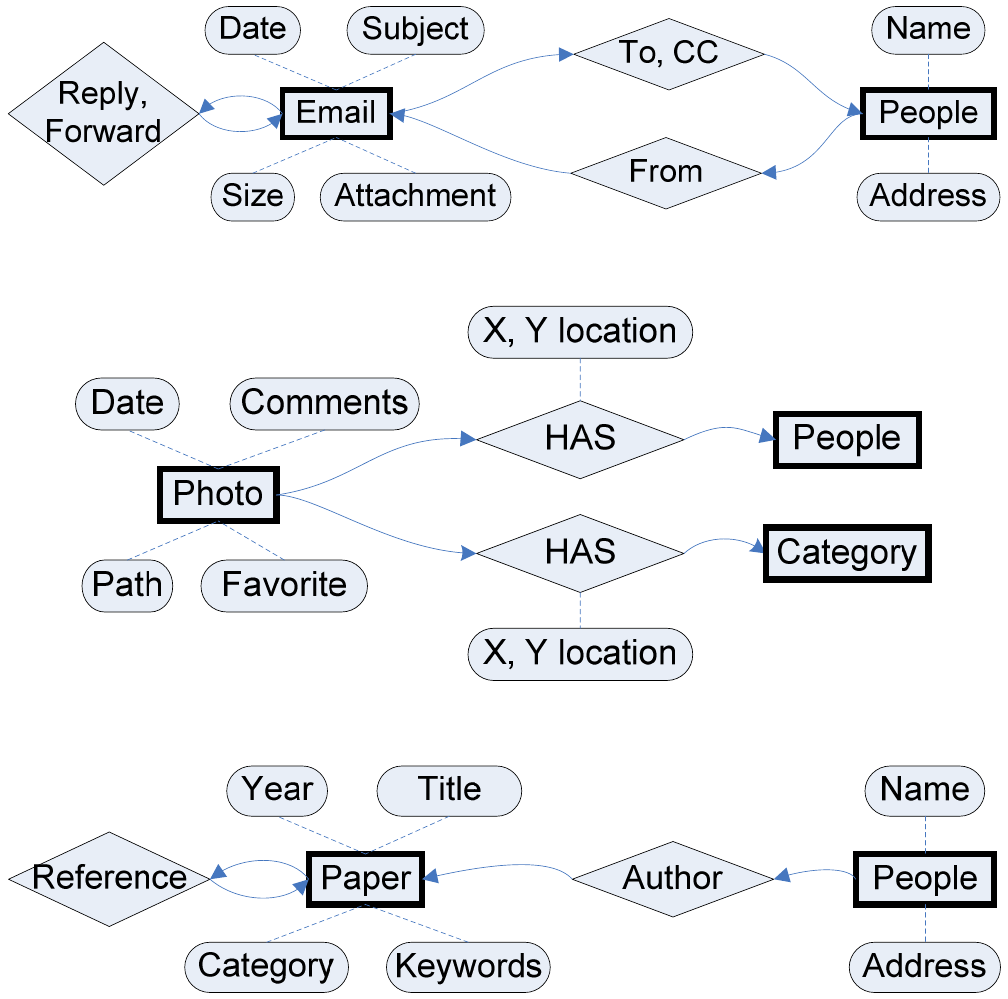 Date
Subject
To, CC
Name
Reply,
Forward
Email
People
From
Size
Attachment
Address
X, Y location
Date
Comments
HAS
People
Photo
HAS
Category
Path
Favorite
X, Y location
Year
Title
Name
Reference
Paper
Author
People
Category
Keywords
Address